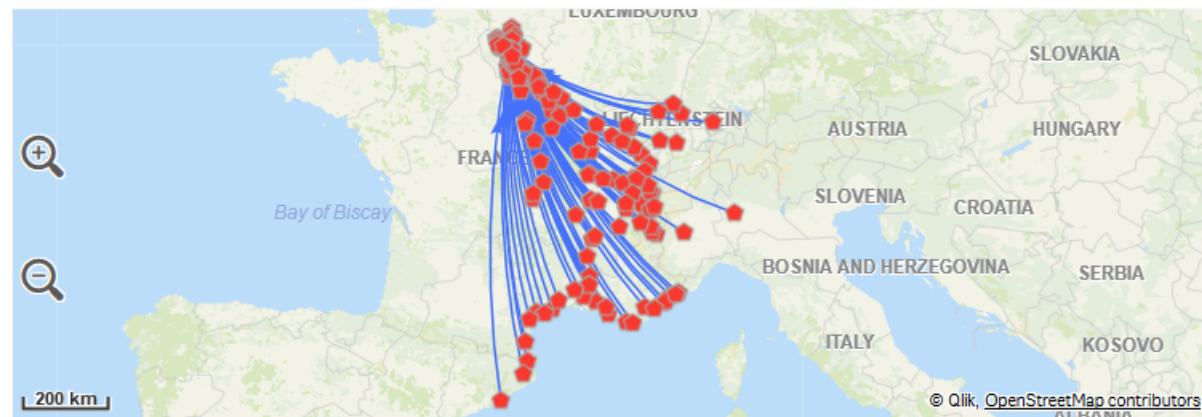 LUXEMBOURG
SLOVAKIA
LIECHTENSTEIN
AUSTRIA
HUNGARY
FRANCE
SLOVENIA
Bay of Biscay
CROATIA
BOSNIA AND HERZEGOVINA
SERBIA
ITALY
KOSOVO
200 km
© Qlik, OpenStreetMap contributors
ALBANIA